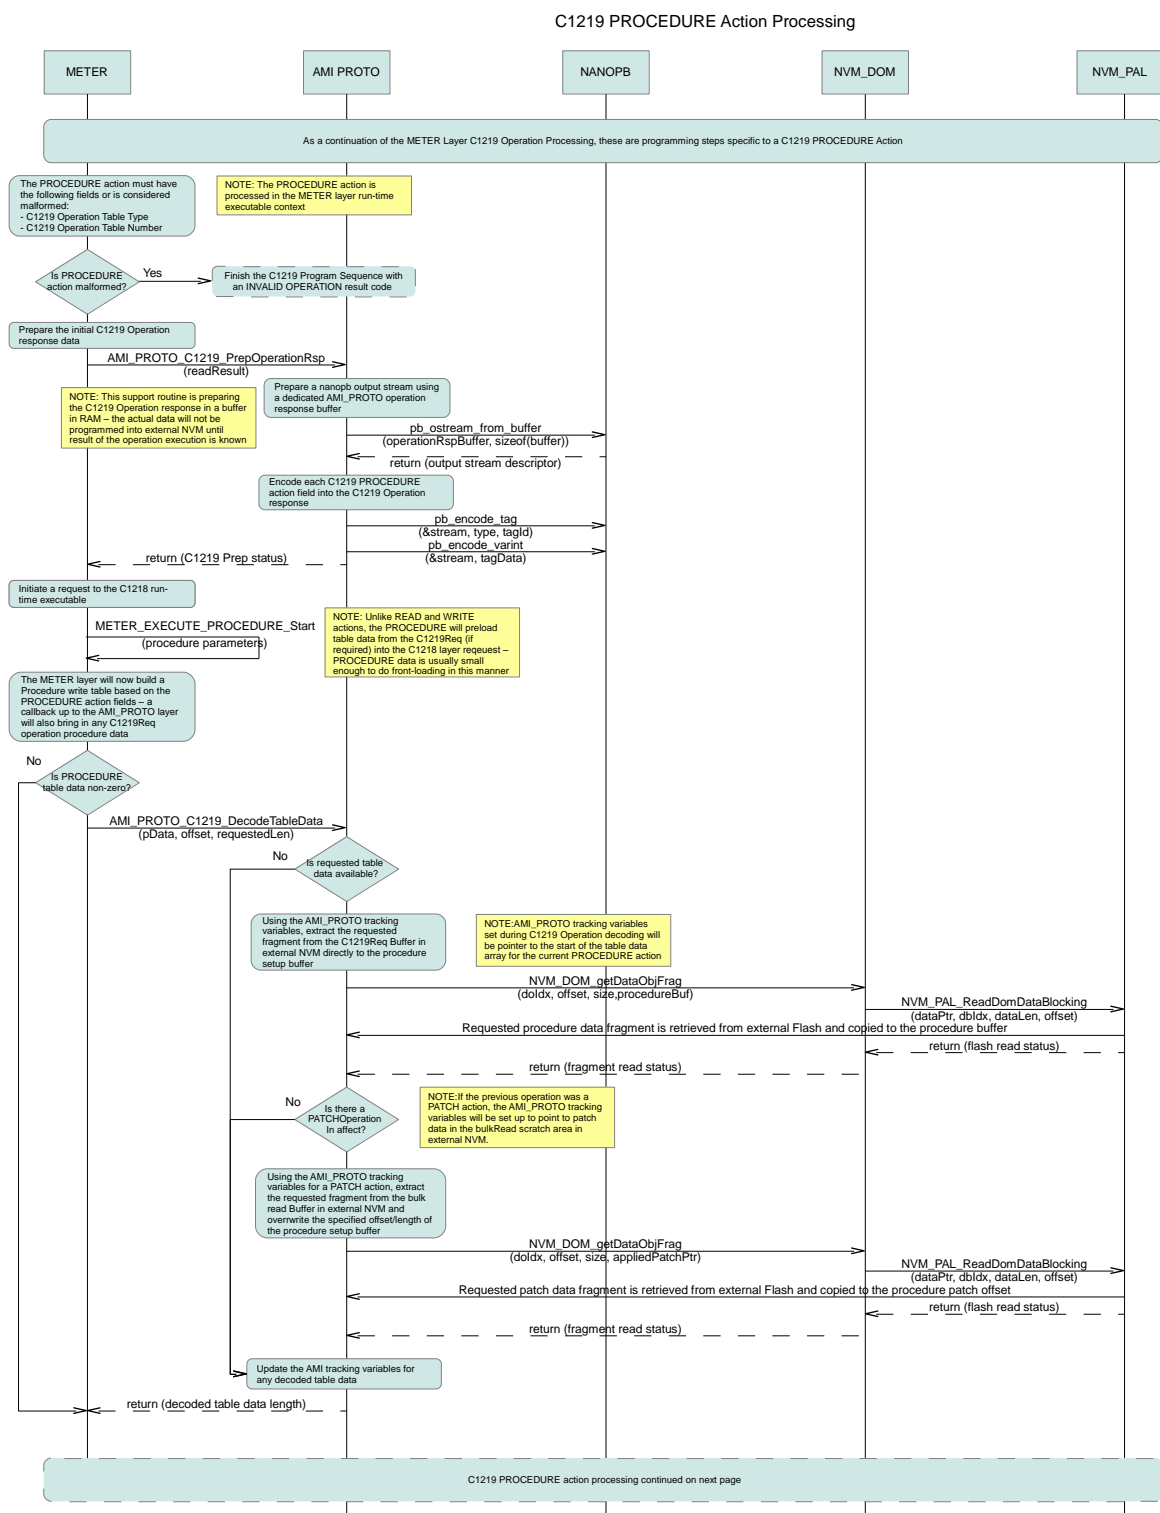 C1219 PROCEDURE Action Processing
METER
AMI PROTO
NANOPB
NVM_DOM
NVM_PAL
As a continuation of the METER Layer C1219 Operation Processing, these are programming steps specific to a C1219 PROCEDURE Action
The PROCEDURE action must have
the following fields or is considered
malformed:
- C1219 Operation Table Type
- C1219 Operation Table Number
NOTE: The PROCEDURE action is
processed in the METER layer run-time
executable context
Is PROCEDURE
action malformed?
Yes
Finish the C1219 Program Sequence with
an INVALID OPERATION result code
Prepare the initial C1219 Operation
response data
AMI_PROTO_C1219_PrepOperationRsp
(readResult)
Prepare a nanopb output stream using
a dedicated AMI_PROTO operation
response buffer
NOTE: This support routine is preparing
the C1219 Operation response in a buffer
in RAM – the actual data will not be
programmed into external NVM until
result of the operation execution is known
pb_ostream_from_buffer
(operationRspBuffer, sizeof(buffer))
return (output stream descriptor)
Encode each C1219 PROCEDURE
action field into the C1219 Operation
response
pb_encode_tag
(&stream, type, tagId)
pb_encode_varint
(&stream, tagData)
return (C1219 Prep status)
Initiate a request to the C1218 run-
time executable
METER_EXECUTE_PROCEDURE_Start
(procedure parameters)
NOTE: Unlike READ and WRITE
actions, the PROCEDURE will preload
table data from the C1219Req (if
required) into the C1218 layer reqeuest –
PROCEDURE data is usually small
enough to do front-loading in this manner
The METER layer will now build a
Procedure write table based on the
PROCEDURE action fields – a
callback up to the AMI_PROTO layer
will also bring in any C1219Req
operation procedure data
No
Is PROCEDURE
table data non-zero?
AMI_PROTO_C1219_DecodeTableData
(pData, offset, requestedLen)
No
Is requested table
data available?
Using the AMI_PROTO tracking
variables, extract the requested
fragment from the C1219Req Buffer in
external NVM directly to the procedure
setup buffer
NOTE:AMI_PROTO tracking variables
set during C1219 Operation decoding will
be pointer to the start of the table data
array for the current PROCEDURE action
NVM_DOM_getDataObjFrag
(doIdx, offset, size,procedureBuf)
NVM_PAL_ReadDomDataBlocking
(dataPtr, dbIdx, dataLen, offset)
Requested procedure data fragment is retrieved from external Flash and copied to the procedure buffer
return (flash read status)
return (fragment read status)
No
Is there a
PATCHOperation
In affect?
NOTE:If the previous operation was a
PATCH action, the AMI_PROTO tracking
variables will be set up to point to patch
data in the bulkRead scratch area in
external NVM.
Using the AMI_PROTO tracking
variables for a PATCH action, extract
the requested fragment from the bulk
read Buffer in external NVM and
overrwrite the specified offset/length of
the procedure setup buffer
NVM_DOM_getDataObjFrag
(doIdx, offset, size, appliedPatchPtr)
NVM_PAL_ReadDomDataBlocking
(dataPtr, dbIdx, dataLen, offset)
Requested patch data fragment is retrieved from external Flash and copied to the procedure patch offset
return (flash read status)
return (fragment read status)
Update the AMI tracking variables for
any decoded table data
return (decoded table data length)
C1219 PROCEDURE action processing continued on next page